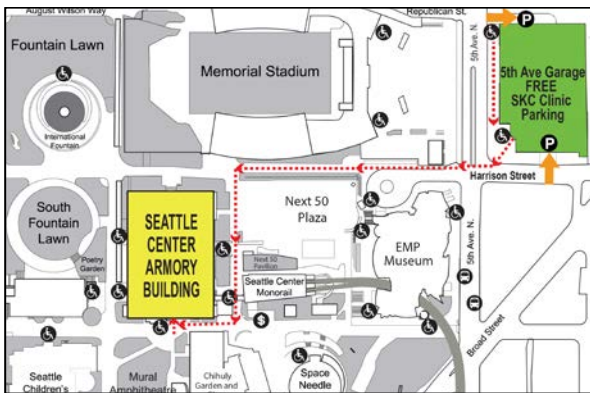 August Wilson Way
Republican St.
Fountain Lawn
International
Fountain
Memorial Stadium
5th Ave. N.
P
5th Ave Garage
FREE
SKC Clinic
Parking
P
Harrison Street
South
Fountain
Lawn
Poetry
Garden
SEATTLE
CENTER
ARMORY
BUILDING
Next 50
Plaza
Next 50
Pavilion
Seattle Center
Monorail
EMP
Museum
5th Ave. N.
Broad Street
$
Seattle
Children's
Mural
Amphitheatre
Chihuly
Garden and
Space
Needle